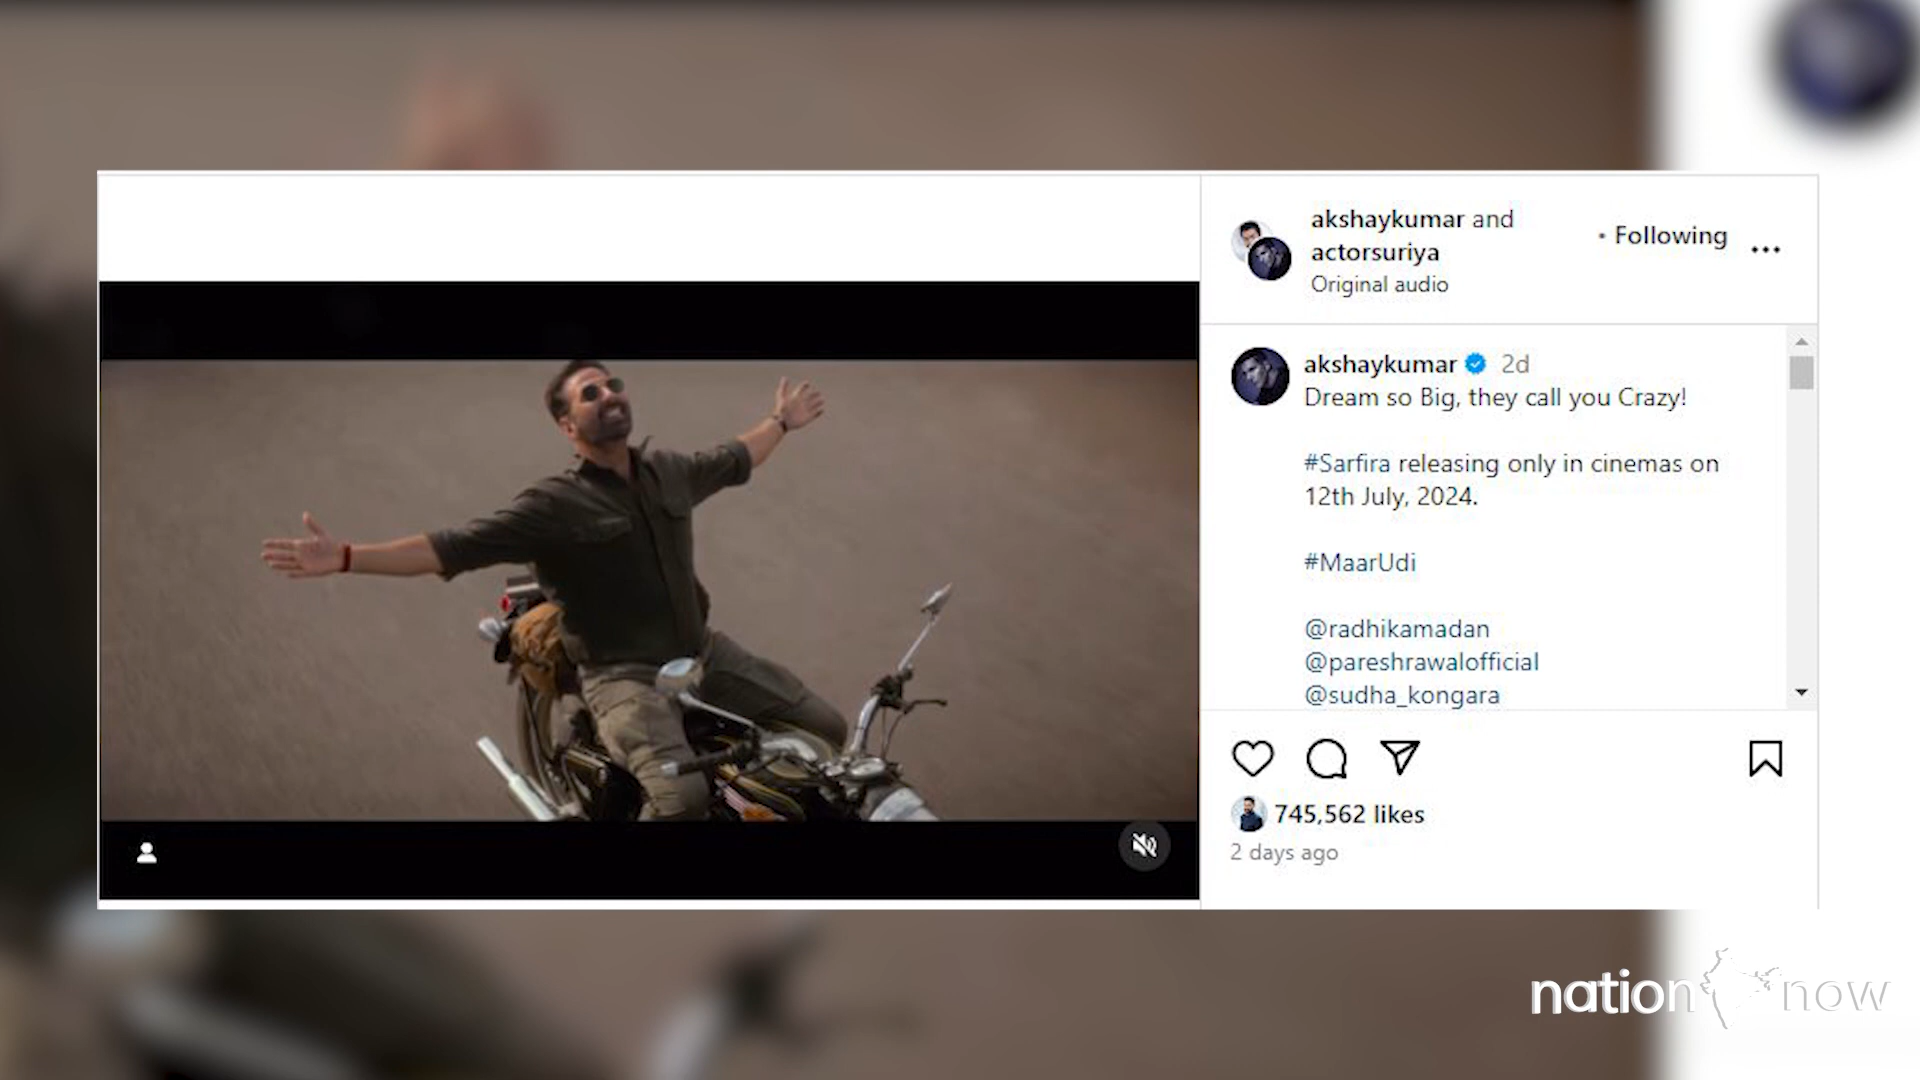 akshaykumar and
actorsuriya
Original audio
• Following
akshaykumar 2d
Dream so Big, they call you Crazy!
#Sarfira releasing only in cinemas on
12th July, 2024.
#MaarUdi
@radhikamadan
@pareshrawalofficial
@sudha_kongara
745,562 likes
2 days ago
nation now